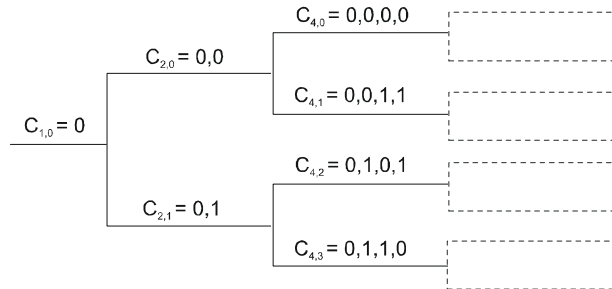 C4,0 = 0,0,0,0
C2,0 = 0,0
C4,1 = 0,0,1,1
C1,0 = 0
C4,2 = 0,1,0,1
C2,1 = 0,1
C4,3 = 0,1,1,0